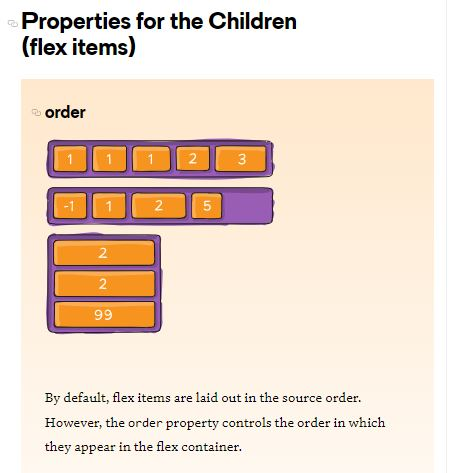 Properties for the Children
(flex items)
order
1 1 1 2 3
-1 1 2 5
2
2
99
By default, flex items are laid out in the source order.
However, the order property controls the order in which
they appear in the flex container.